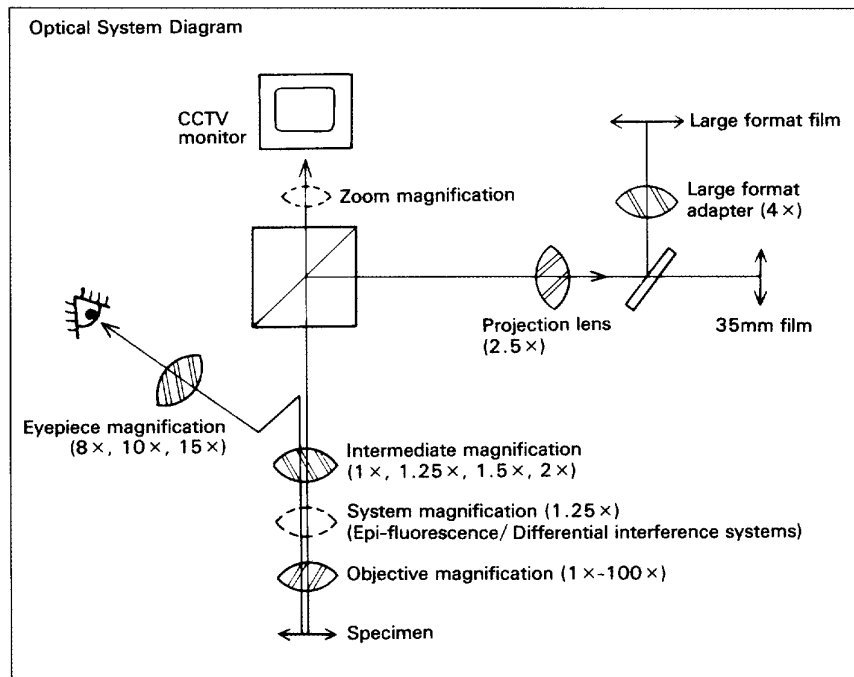 Optical System Diagram
CCTV
monitor
Zoom magnification
Large format film
Large format
adapter (4×)
Projection lens
(2.5×)
35mm film
Eyepiece magnification
(8×, 10×, 15×)
Intermediate magnification
(1×, 1.25×, 1.5×, 2×)
System magnification (1.25×)
(Epi-fluorescence/ Differential interference systems)
Objective magnification (1×-100×)
Specimen